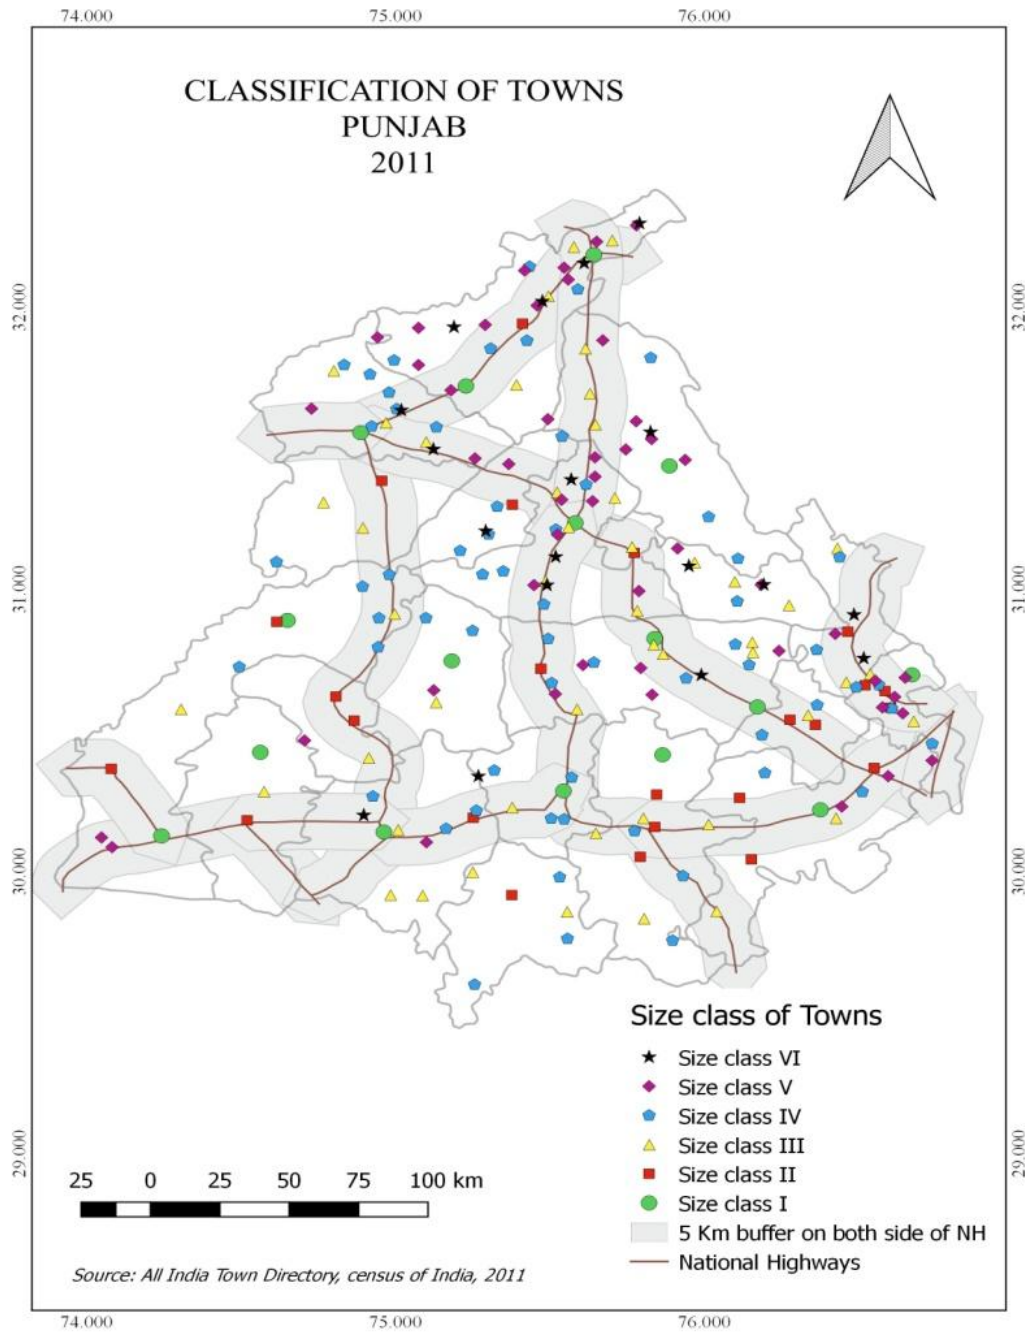 74.000 75.000 76.000
CLASSIFICATION OF TOWNS
PUNJAB
2011
32.000 32.000
31.000 31.000
30.000 30.000
29.000 29.000
Size class of Towns
Size class VI
Size class V
Size class IV
Size class III
Size class II
Size class I
5 Km buffer on both side of NH
National Highways
25 0 25 50 75 100 km
Source: All India Town Directory, census of India, 2011
74.000 75.000 76.000